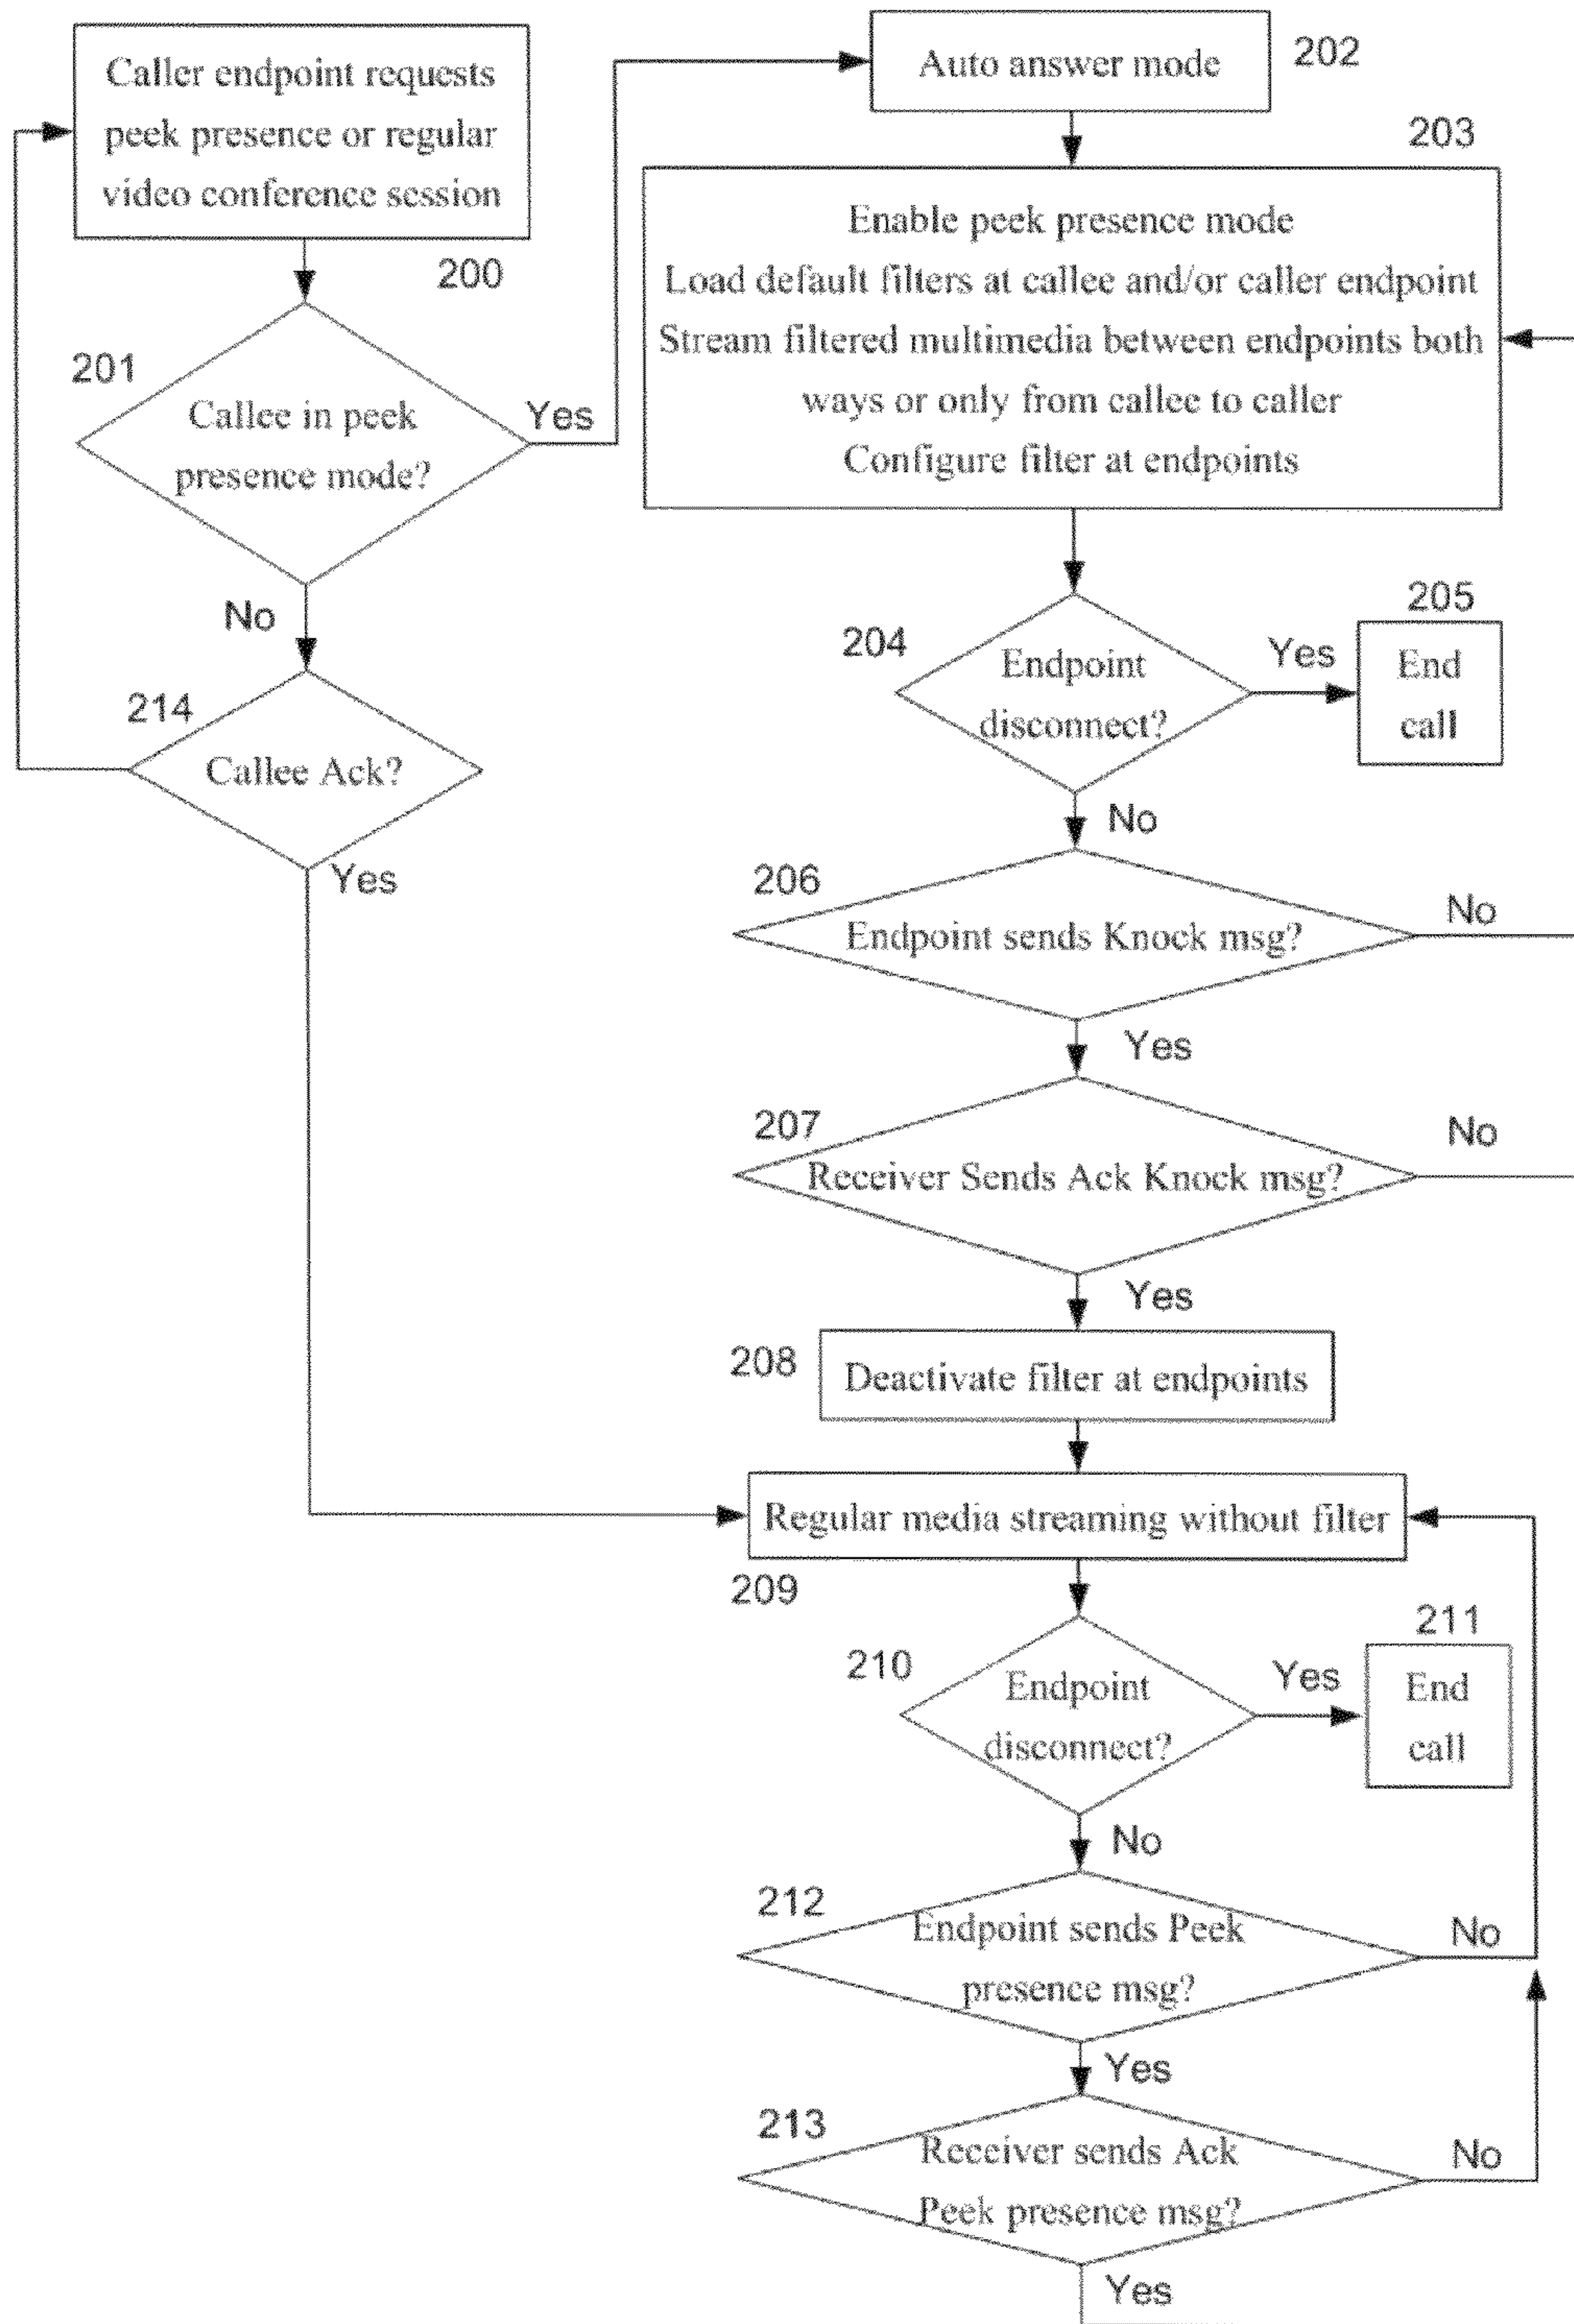 Caller endpoint requests
peek presence or regular
video conference session
200
201
Callee in peek
presence mode?
Yes
No
214
Callee Ack?
Yes
Auto answer mode
202
203
Enable peek presence mode
Load default filters at callee and/or caller endpoint
Stream filtered multimedia between endpoints both
ways or only from callee to caller
Configure filter at endpoints
204
Endpoint
disconnect?
Yes
205
End
call
No
206
Endpoint sends Knock msg?
No
Yes
207
Receiver Sends Ack Knock msg?
No
Yes
208
Deactivate filter at endpoints
Regular media streaming without filter
209
210
Endpoint
disconnect?
Yes
211
End
call
No
212
Endpoint sends Peek
presence msg?
No
Yes
213
Receiver sends Ack
Peek presence msg?
No
Yes